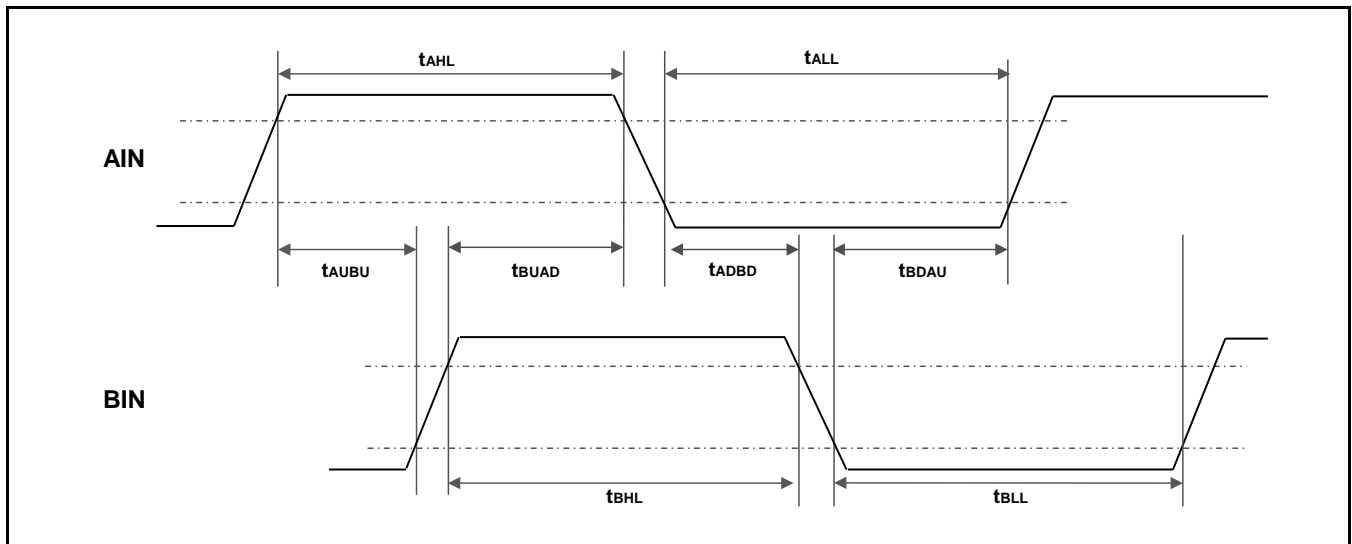 tAHL
tALL
AIN
tAUBU
tBUAD
tADBD
tBDAU
BIN
tBHL
tBLL